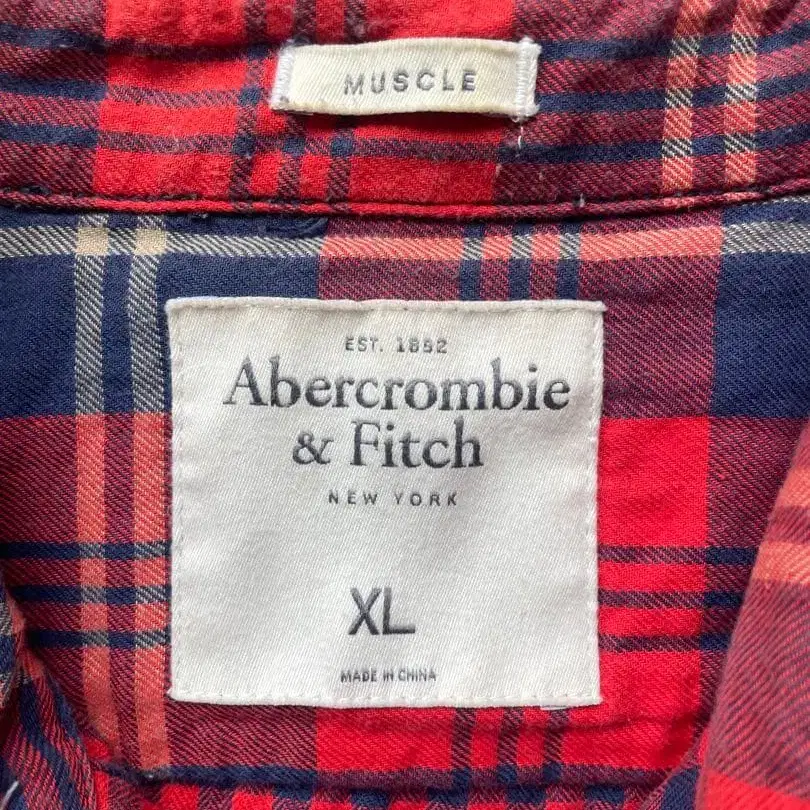 MUSCLE
EST. 1892
Abercrombie
& Fitch
NEW YORK
XL
MADE IN CHINA